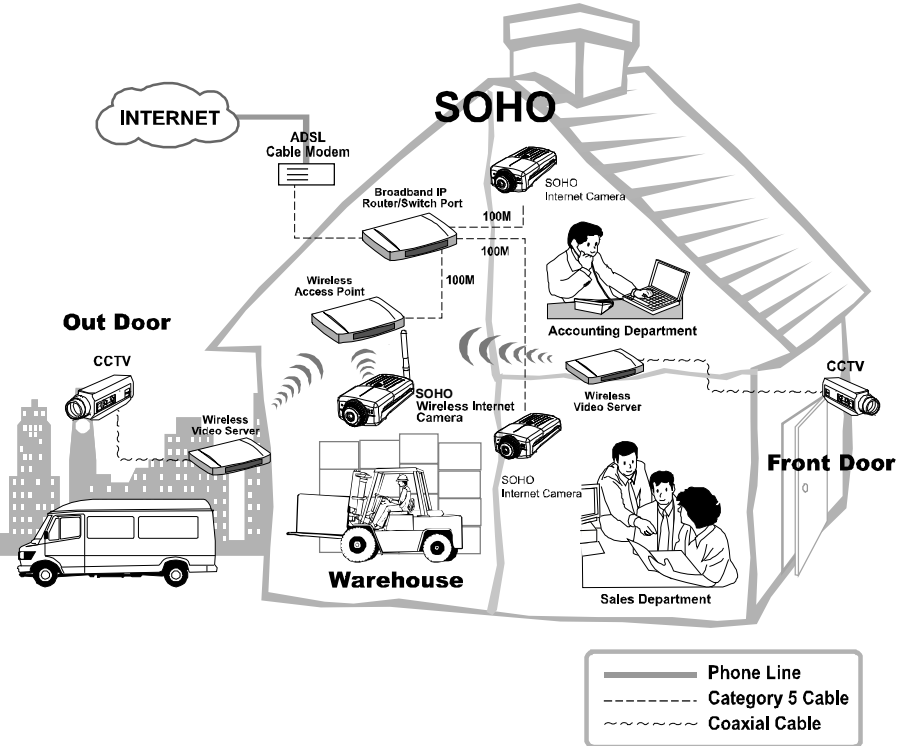 SOHO
INTERNET
ADSL
Cable Modem
SOHO
Internet Camera
Broadband IP
Router/Switch Port
100M
100M
100M
Wireless
Access Point
Accounting Department
Out Door
CCTV
CCTV
SOHO
Wireless Internet
Camera
Wireless
Video Server
Wireless
Video Server
Front Door
SOHO
Internet Camera
Warehouse
Sales Department
Phone Line
Category 5 Cable
Coaxial Cable